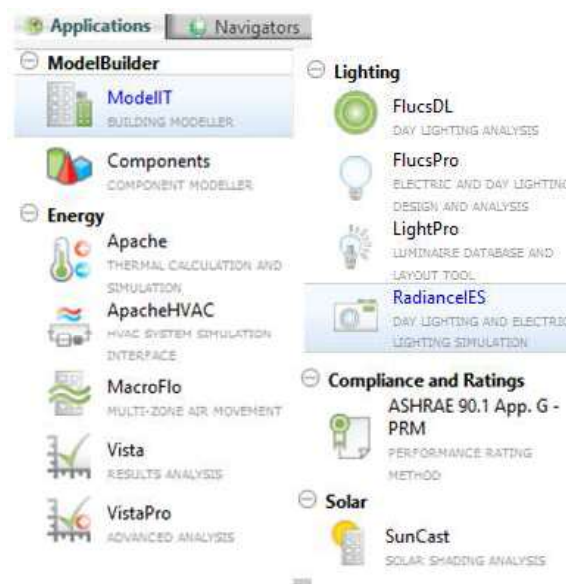 Applications
Navigators
ModelBuilder
ModelIT
BUILDING MODELLER
Components
COMPONENT MODELLER
Energy
Apache
THERMAL CALCULATION AND
SIMULATION
ApacheHVAC
HVAC SYSTEM SIMULATION
INTERFACE
MacroFlo
MULTI-ZONE AIR MOVEMENT
Vista
RESULTS ANALYSIS
VistaPro
ADVANCED ANALYSIS
Lighting
FlucsDL
DAY LIGHTING ANALYSIS
FlucsPro
ELECTRIC AND DAY LIGHTING
DESIGN AND ANALYSIS
LightPro
LUMINAIRE DATABASE AND
LAYOUT TOOL
RadianceIES
DAY LIGHTING AND ELECTRIC
LIGHTING SIMULATION
Compliance and Ratings
ASHRAE 90.1 App. G -
PRM
PERFORMANCE RATING
METHOD
Solar
SunCast
SOLAR SHADING ANALYSIS